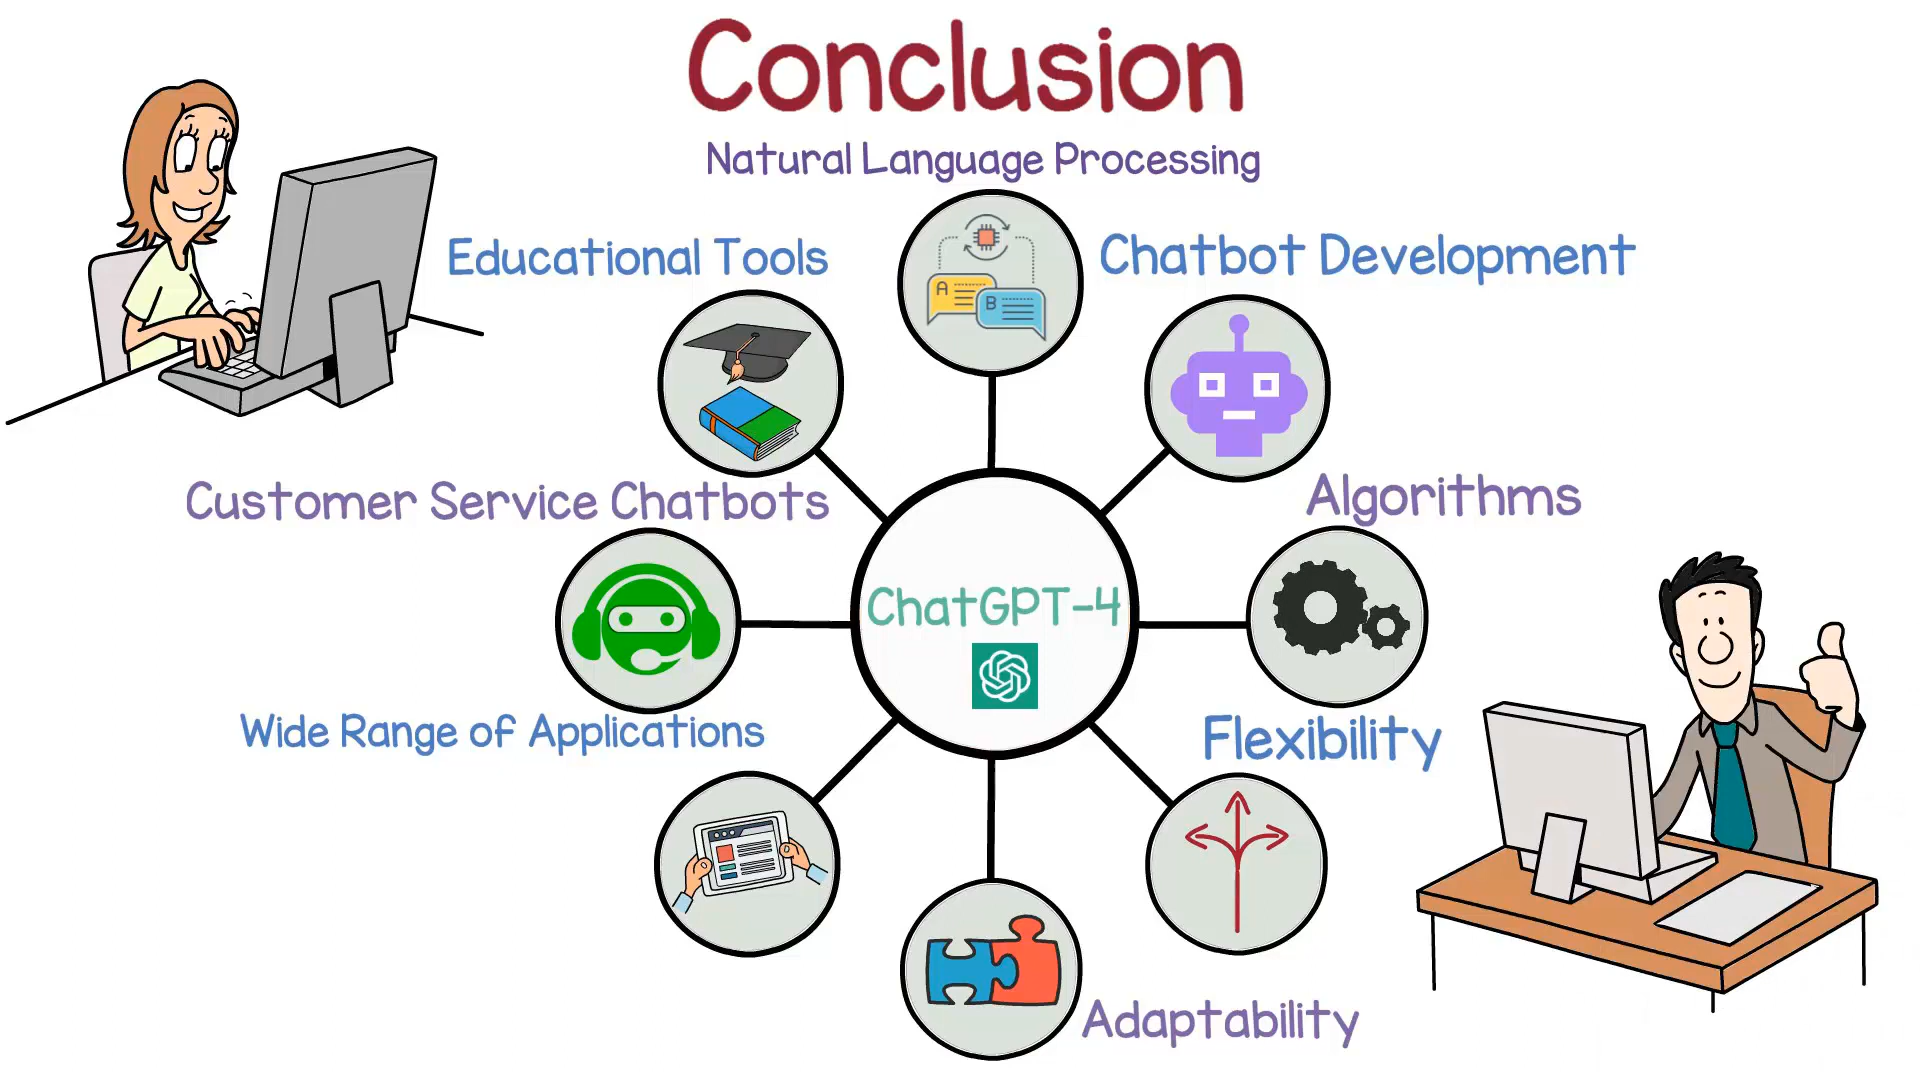 Conclusion
Natural Language Processing
Educational Tools
Chatbot Development
A
B
Customer Service Chatbots
Algorithms
ChatGPT-4
Wide Range of Applications
Flexibility
Adaptability